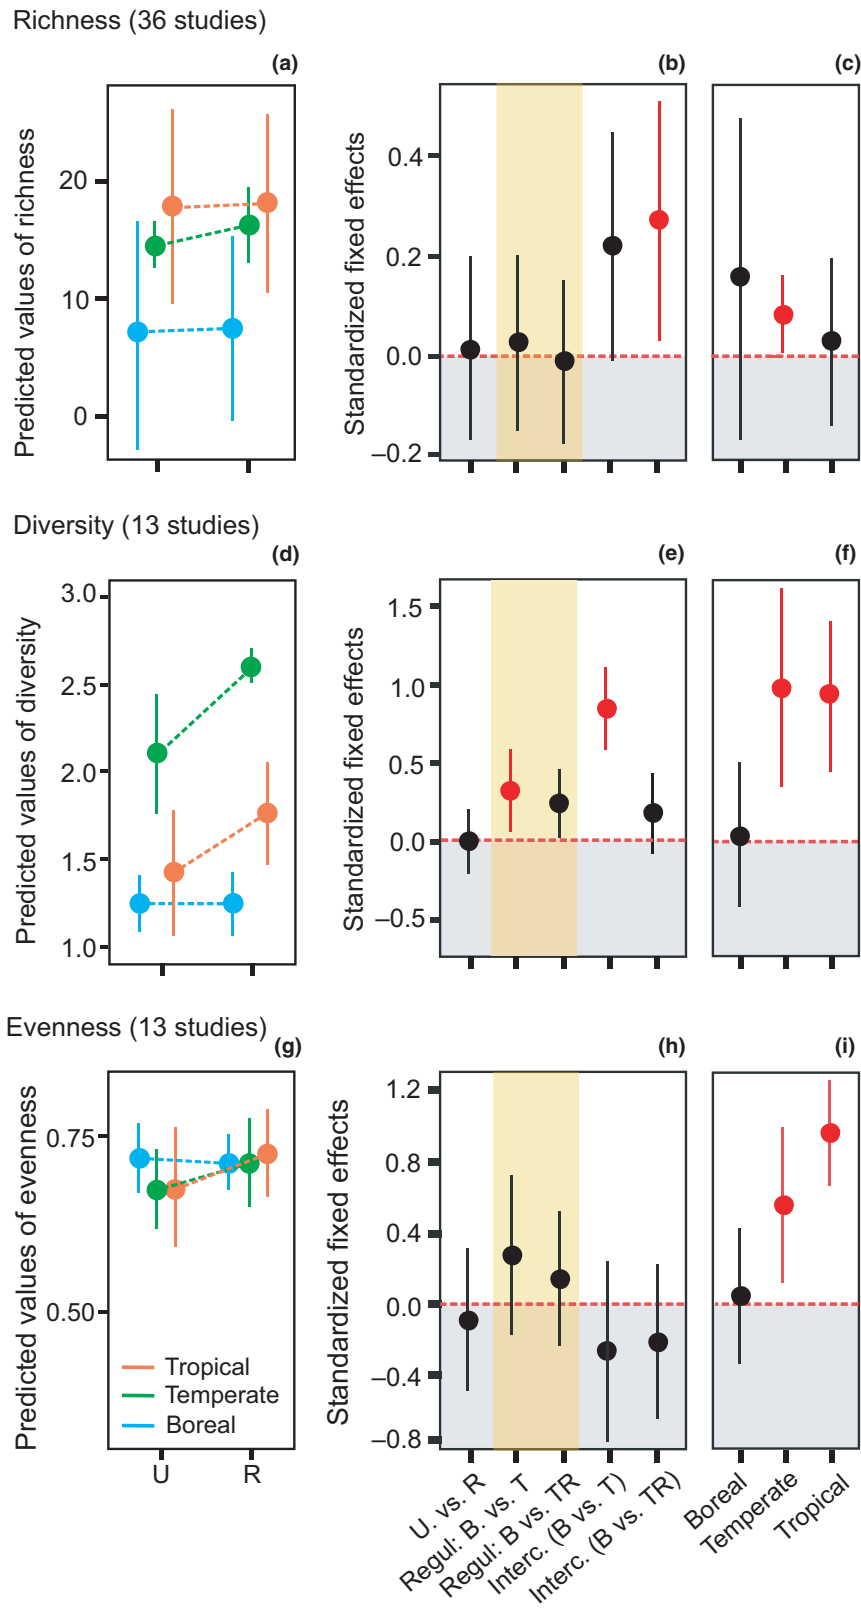 Richness (36 studies)
(a)
(b)
(c)
Predicted values of richness
20
10
0
Standardized fixed effects
0.4
0.2
0.0
–0.2
Diversity (13 studies)
(d)
(e)
(f)
Predicted values of diversity
3.0
2.5
2.0
1.5
1.0
Standardized fixed effects
1.5
1.0
0.5
0.0
–0.5
Evenness (13 studies)
(g)
(h)
(i)
Predicted values of evenness
0.75
0.50
Tropical
Temperate
Boreal
U
R
Standardized fixed effects
1.2
0.8
0.4
0.0
–0.4
–0.8
U. vs. R
Regul: B. vs. T
Regul: B vs. TR
Interc. (B vs. T)
Interc. (B vs. TR)
Boreal
Temperate
Tropical